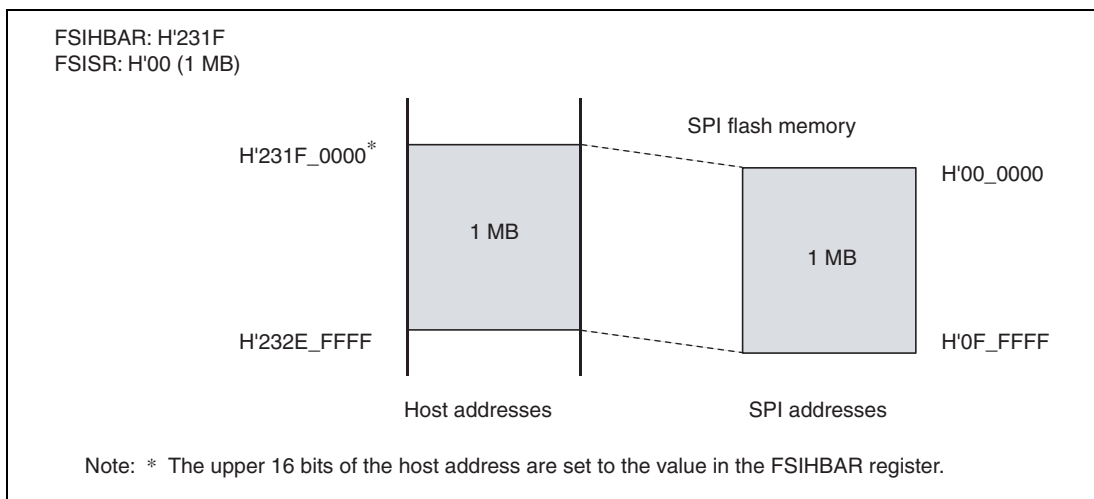 FSIHBAR: H'231F
FSISR: H'00 (1 MB)
SPI flash memory
H'231F_0000*
H'00_0000
1 MB
1 MB
H'232E_FFFF
H'0F_FFFF
Host addresses
SPI addresses
Note: * The upper 16 bits of the host address are set to the value in the FSIHBAR register.